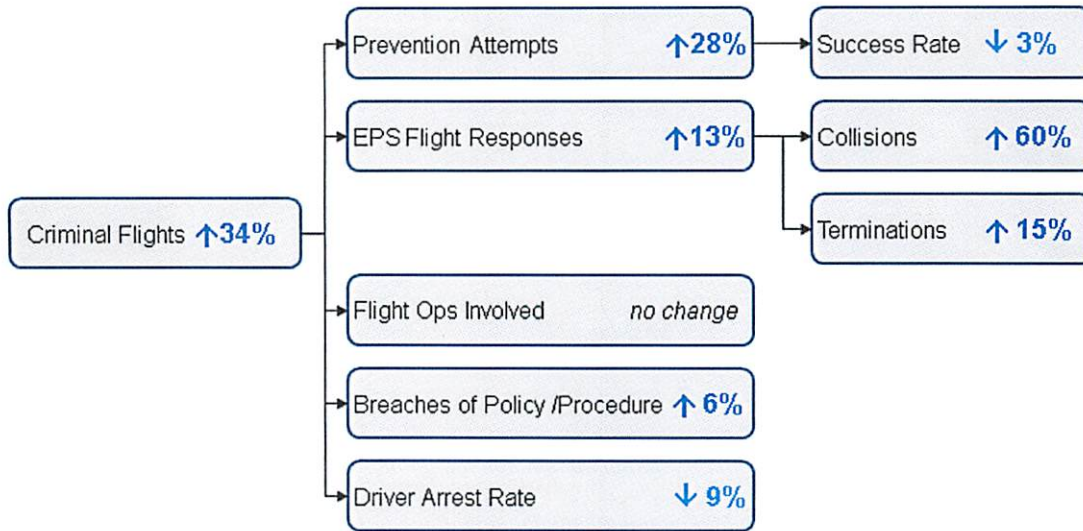 Prevention Attempts ↑28%
Success Rate ↓ 3%
EPS Flight Responses ↑13%
Collisions ↑ 60%
Criminal Flights ↑34%
Terminations ↑ 15%
Flight Ops Involved no change
Breaches of Policy /Procedure ↑ 6%
Driver Arrest Rate ↓ 9%